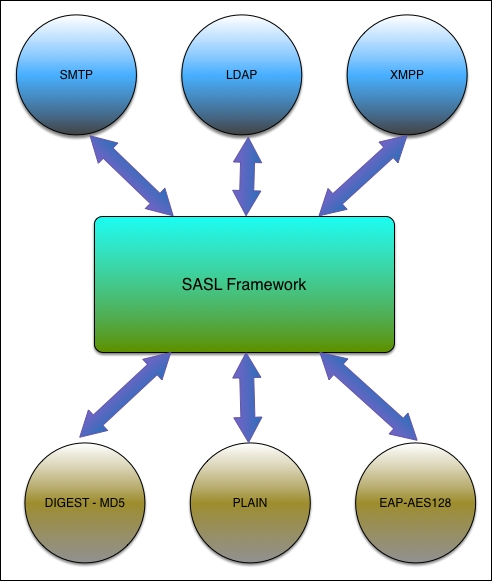 SMTP
LDAP
XMPP
SASL Framework
DIGEST - MD5
PLAIN
EAP-AES128